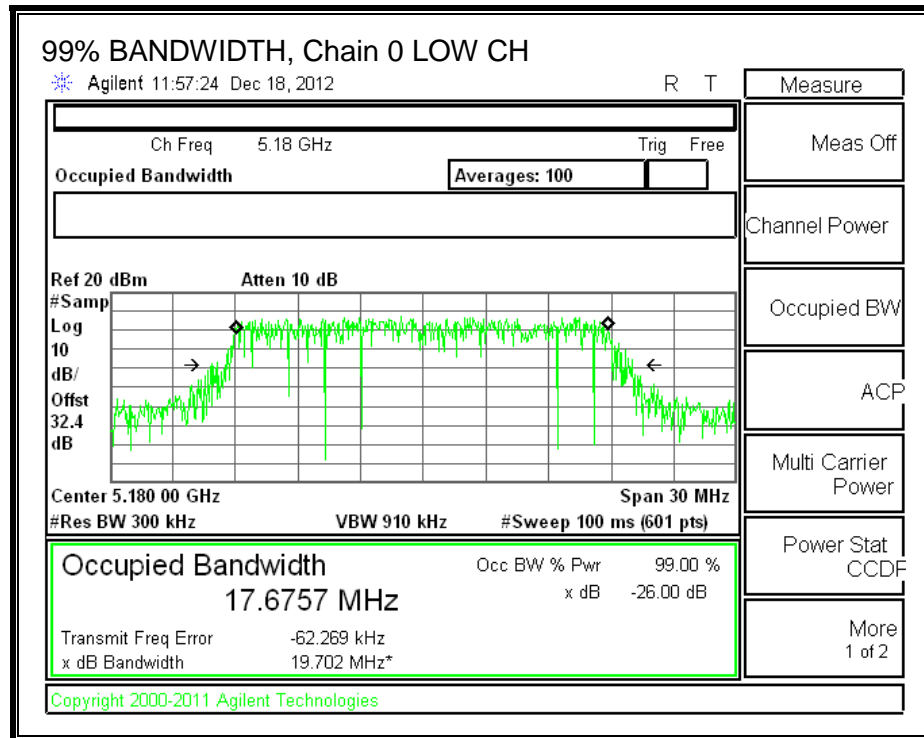 99% BANDWIDTH, Chain 0 LOW CH
Agilent 11:57:24 Dec 18, 2012 R T
Measure
Ch Freq 5.18 GHz Trig Free
Meas Off
Occupied Bandwidth Averages: 100
Channel Power
Ref 20 dBm Atten 10 dB
#Samp
Log
10
dB/
Offst
32.4
dB
Occupied BW
ACP
Multi Carrier
Power
Center 5.180 00 GHz Span 30 MHz
#Res BW 300 kHz VBW 910 kHz #Sweep 100 ms (601 pts)
Power Stat
CCDF
Occupied Bandwidth Occ BW % Pwr 99.00 %
17.6757 MHz x dB -26.00 dB
Transmit Freq Error -62.269 kHz
x dB Bandwidth 19.702 MHz*
More
1 of 2
Copyright 2000-2011 Agilent Technologies